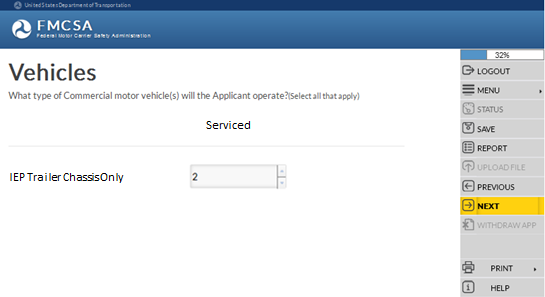 United States Department of Transportation
FMCSA
Federal Motor Carrier Safety Administration
32%
Vehicles
What type of Commercial motor vehicle(s) will the Applicant operate?(Select all that apply)
Serviced
IEP Trailer Chassis Only
2
LOGOUT
MENU
STATUS
SAVE
REPORT
UPLOAD FILE
PREVIOUS
NEXT
WITHDRAW APP
PRINT
HELP